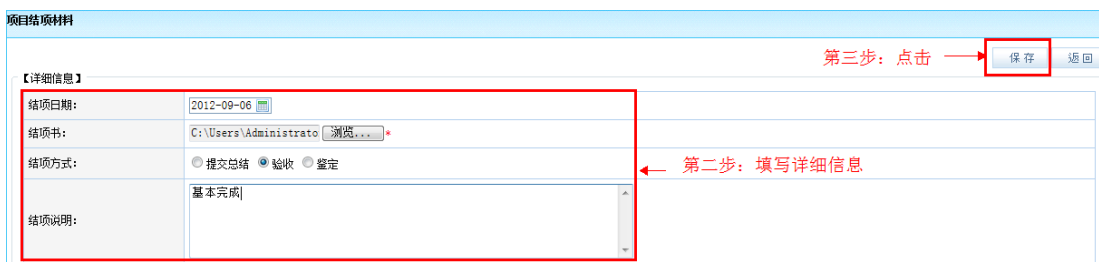 项目结项材料
第三步：点击 保存 返回
【详细信息】
结项日期： 2012-09-06
结项书： C:\Users\Administrato 浏览... *
结项方式： 提交总结 验收 鉴定
第二步：填写详细信息
基本完成
结项说明：